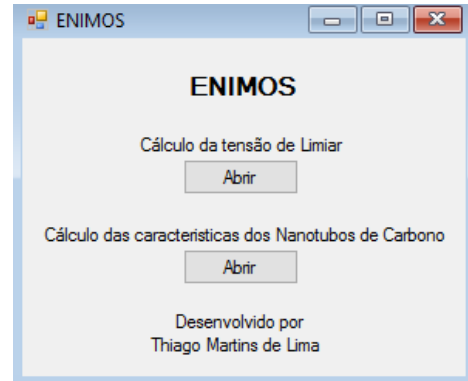 ENIMOS
ENIMOS
Cálculo da tensão de Limiar
Abrir
Cálculo das caracteristicas dos Nanotubos de Carbono
Abrir
Desenvolvido por
Thiago Martins de Lima